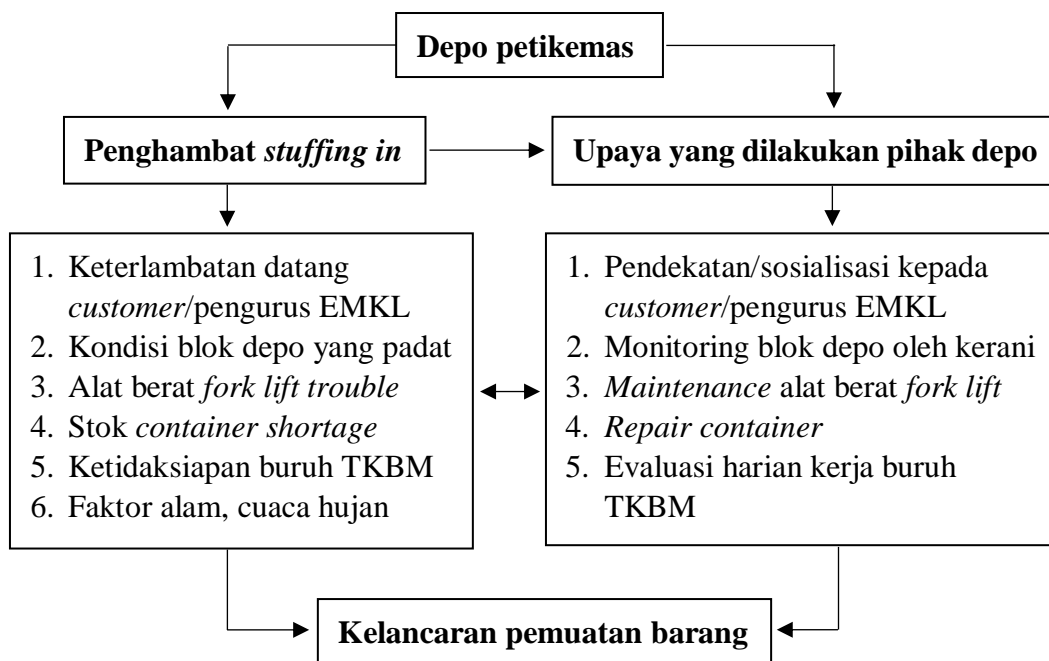 Depo petikemas
Penghambat stuffing in
Upaya yang dilakukan pihak depo
1. Keterlambatan datang
customer/pengurus EMKL
2. Kondisi blok depo yang padat
3. Alat berat fork lift trouble
4. Stok container shortage
5. Ketidaksiapan buruh TKBM
6. Faktor alam, cuaca hujan
1. Pendekatan/sosialisasi kepada
customer/pengurus EMKL
2. Monitoring blok depo oleh kerani
3. Maintenance alat berat fork lift
4. Repair container
5. Evaluasi harian kerja buruh
TKBM
Kelancaran pemuatan barang